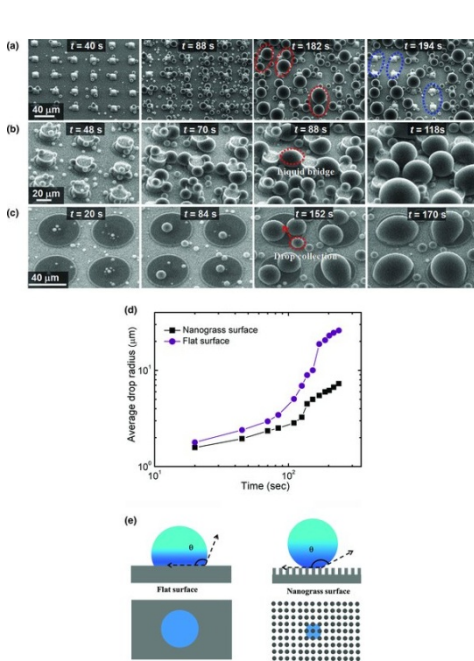 (a) t = 40 s t = 88 s t = 182 s t = 194 s
40 μm
(b) t = 48 s t = 70 s t = 88 s t = 118s
Liquid bridge
20 μm
(c) t = 20 s t = 84 s t = 152 s t = 170 s
Drop collection
40 μm
(d)
Nanograss surface
Flat surface
Average drop radius (μm)
10¹
10⁰
10¹ 10²
Time (sec)
(e)
θ θ
Flat surface Nanograss surface